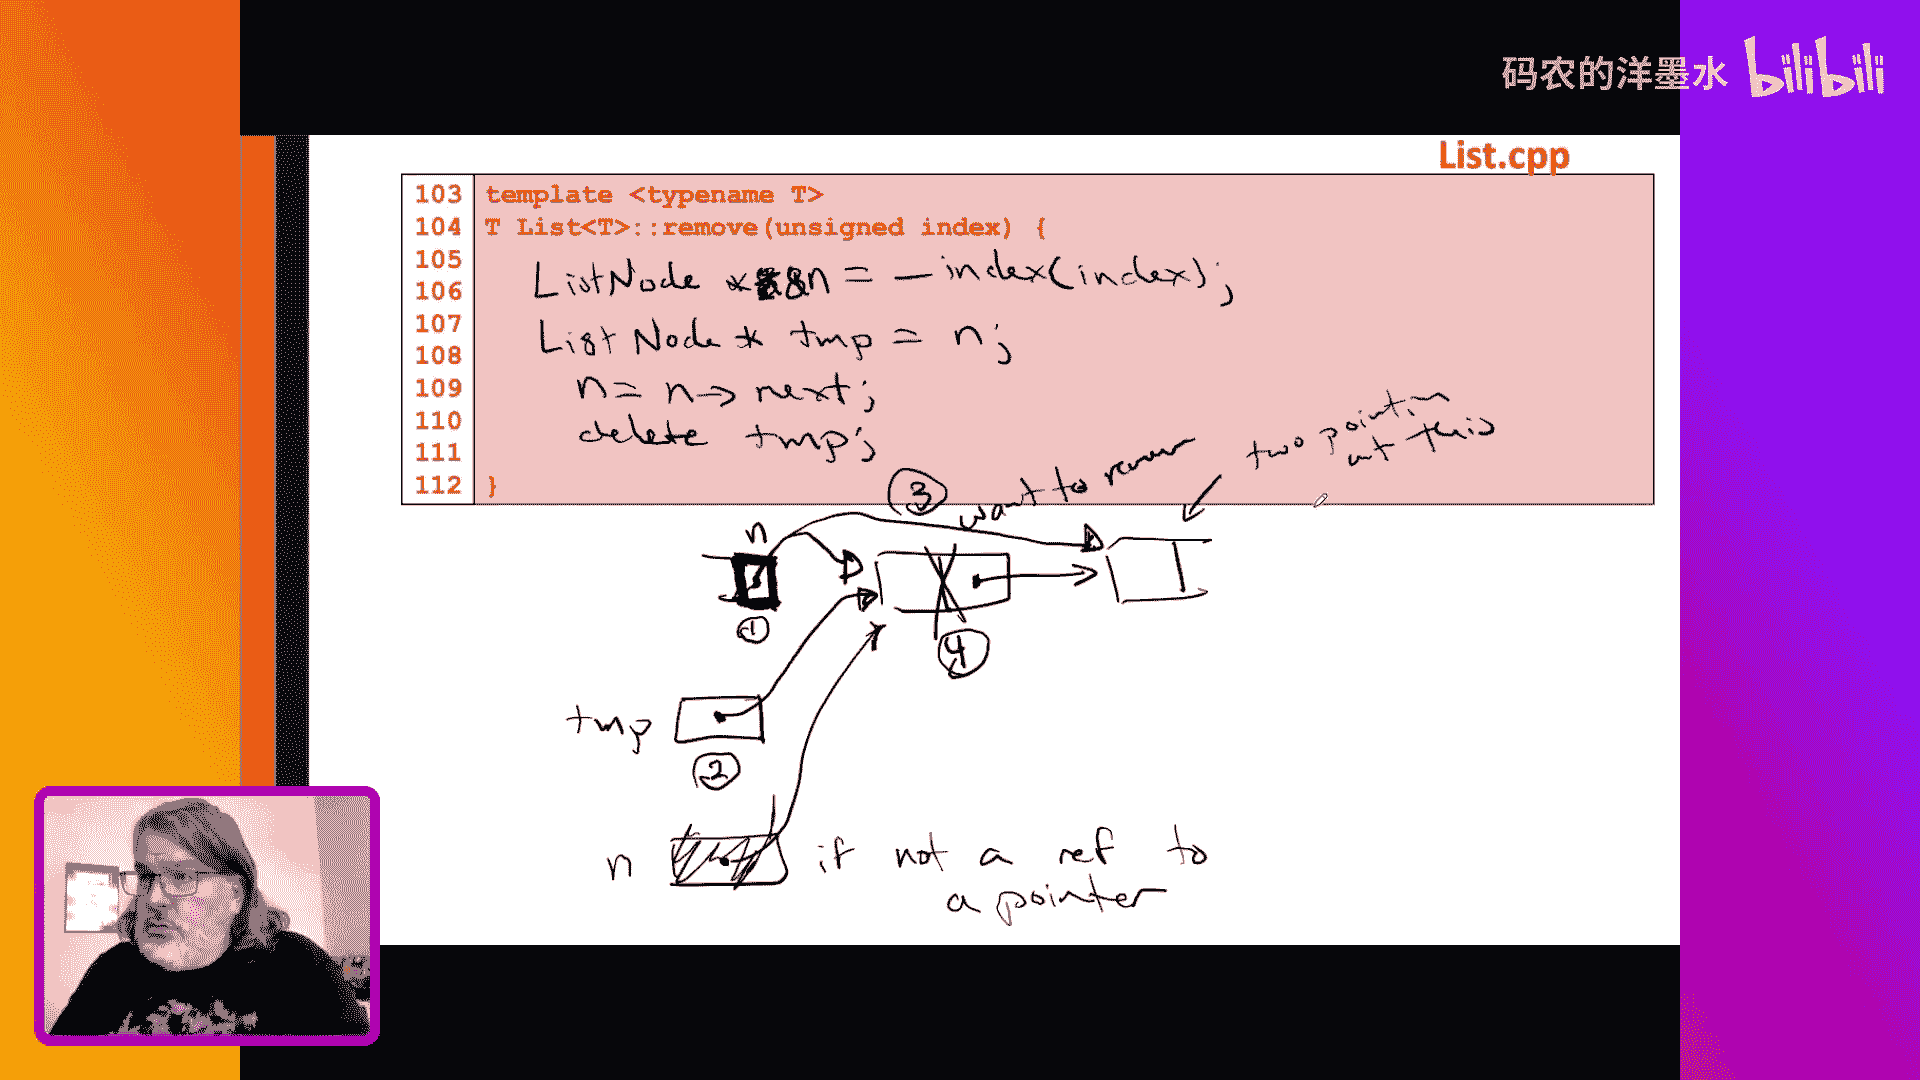 码农的洋墨水 bilibili
List.cpp
103 template <typename T>
104 T List<T>::remove(unsigned index) {
105
106 ListNode *&n = _index(index);
107
108 ListNode * tmp = n;
109 n = n -> next;
110 delete tmp;
111
112 }
two pointin
at this
want to
3
n
1
4
tmp
2
n if not a ref to
a pointer